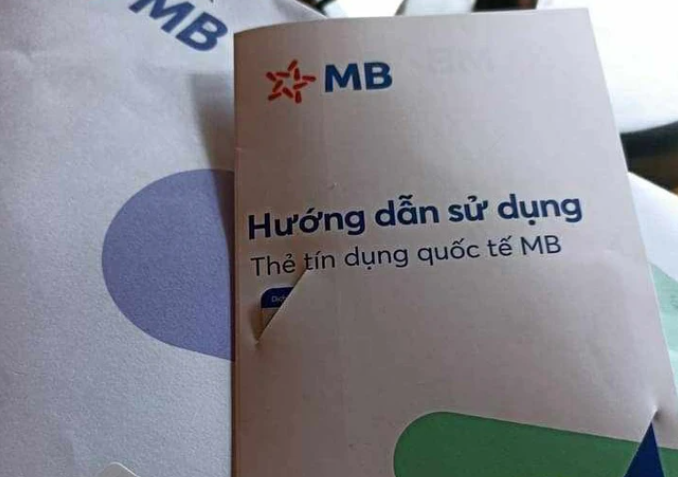 MB
MB
Hướng dẫn sử dụng
Thẻ tín dụng quốc tế MB